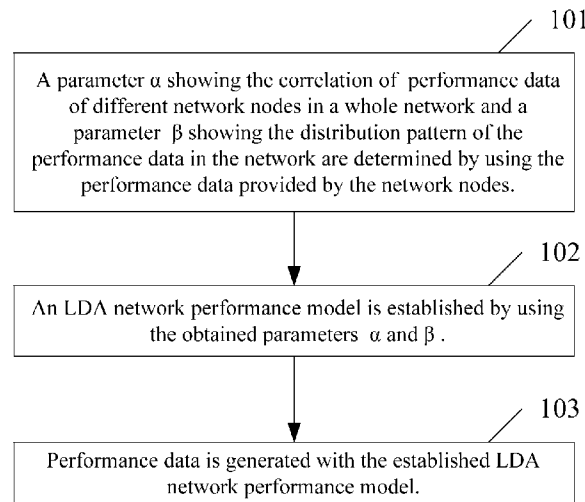 101
A parameter α showing the correlation of performance data
of different network nodes in a whole network and a
parameter β showing the distribution pattern of the
performance data in the network are determined by using the
performance data provided by the network nodes.
102
An LDA network performance model is established by using
the obtained parameters α and β .
103
Performance data is generated with the established LDA
network performance model.